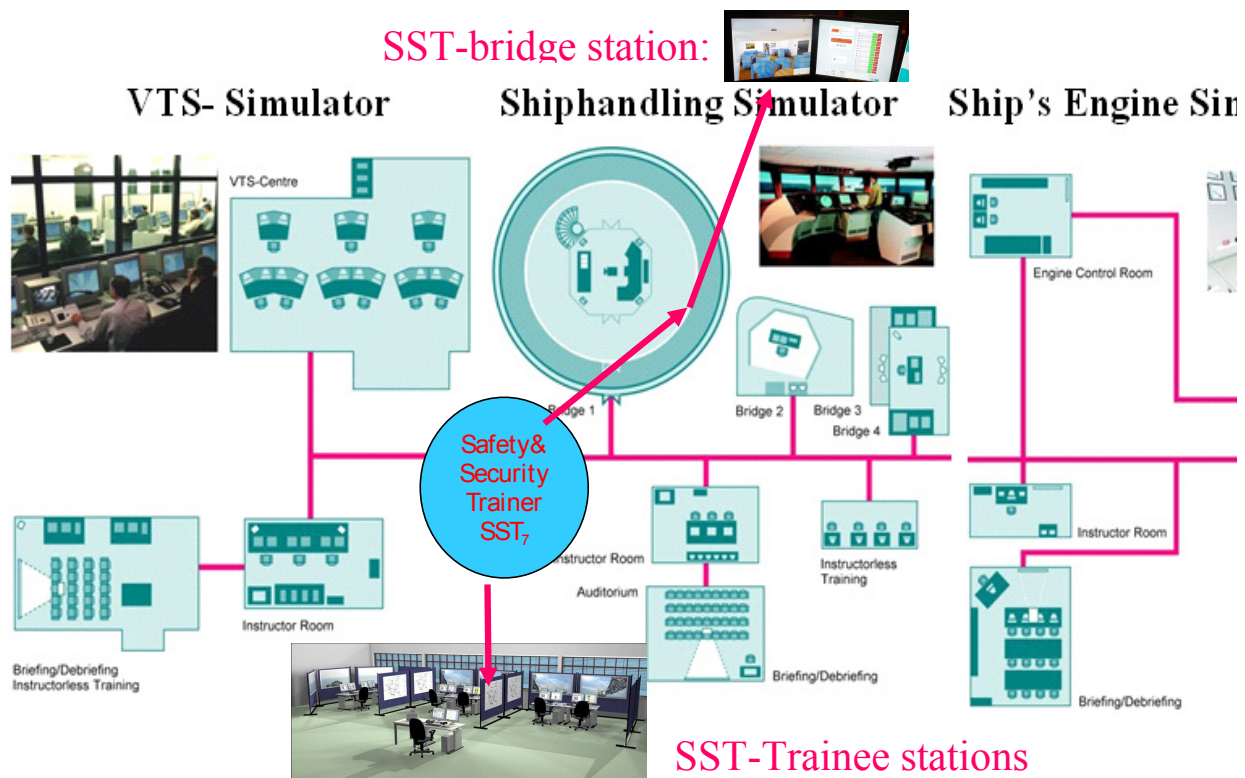 SST-bridge station:
VTS- Simulator
Shiphandling Simulator
Ship's Engine Sim
VTS-Centre
Engine Control Room
Bridge 1
Bridge 2
Bridge 3
Bridge 4
Safety&
Security
Trainer
SST₇
Instructor Room
Instructor Room
Instructorless
Training
Instructor Room
Auditorium
Briefing/Debriefing
Instructorless Training
Briefing/Debriefing
Briefing/Debriefing
SST-Trainee stations